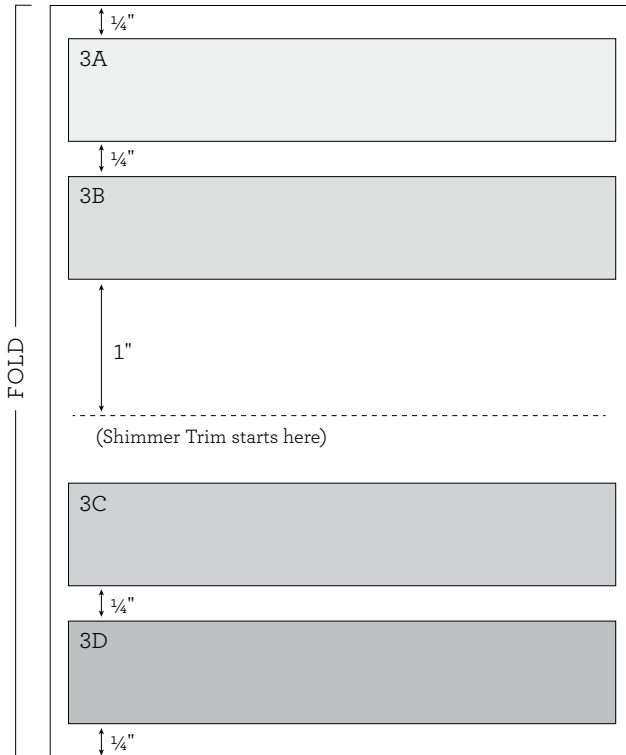 ¼"
3A
¼"
3B
1"
FOLD
(Shimmer Trim starts here)
3C
¼"
3D
¼"